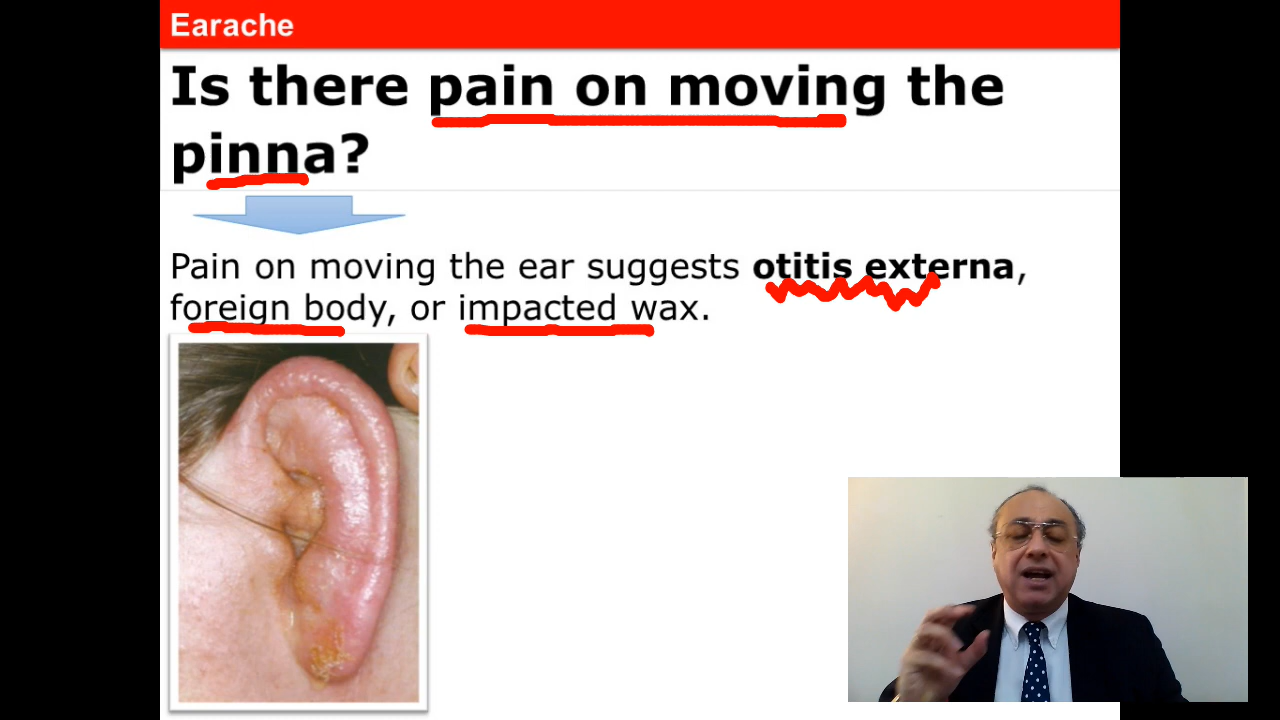 Earache
Is there pain on moving the
pinna?
Pain on moving the ear suggests otitis externa,
foreign body, or impacted wax.